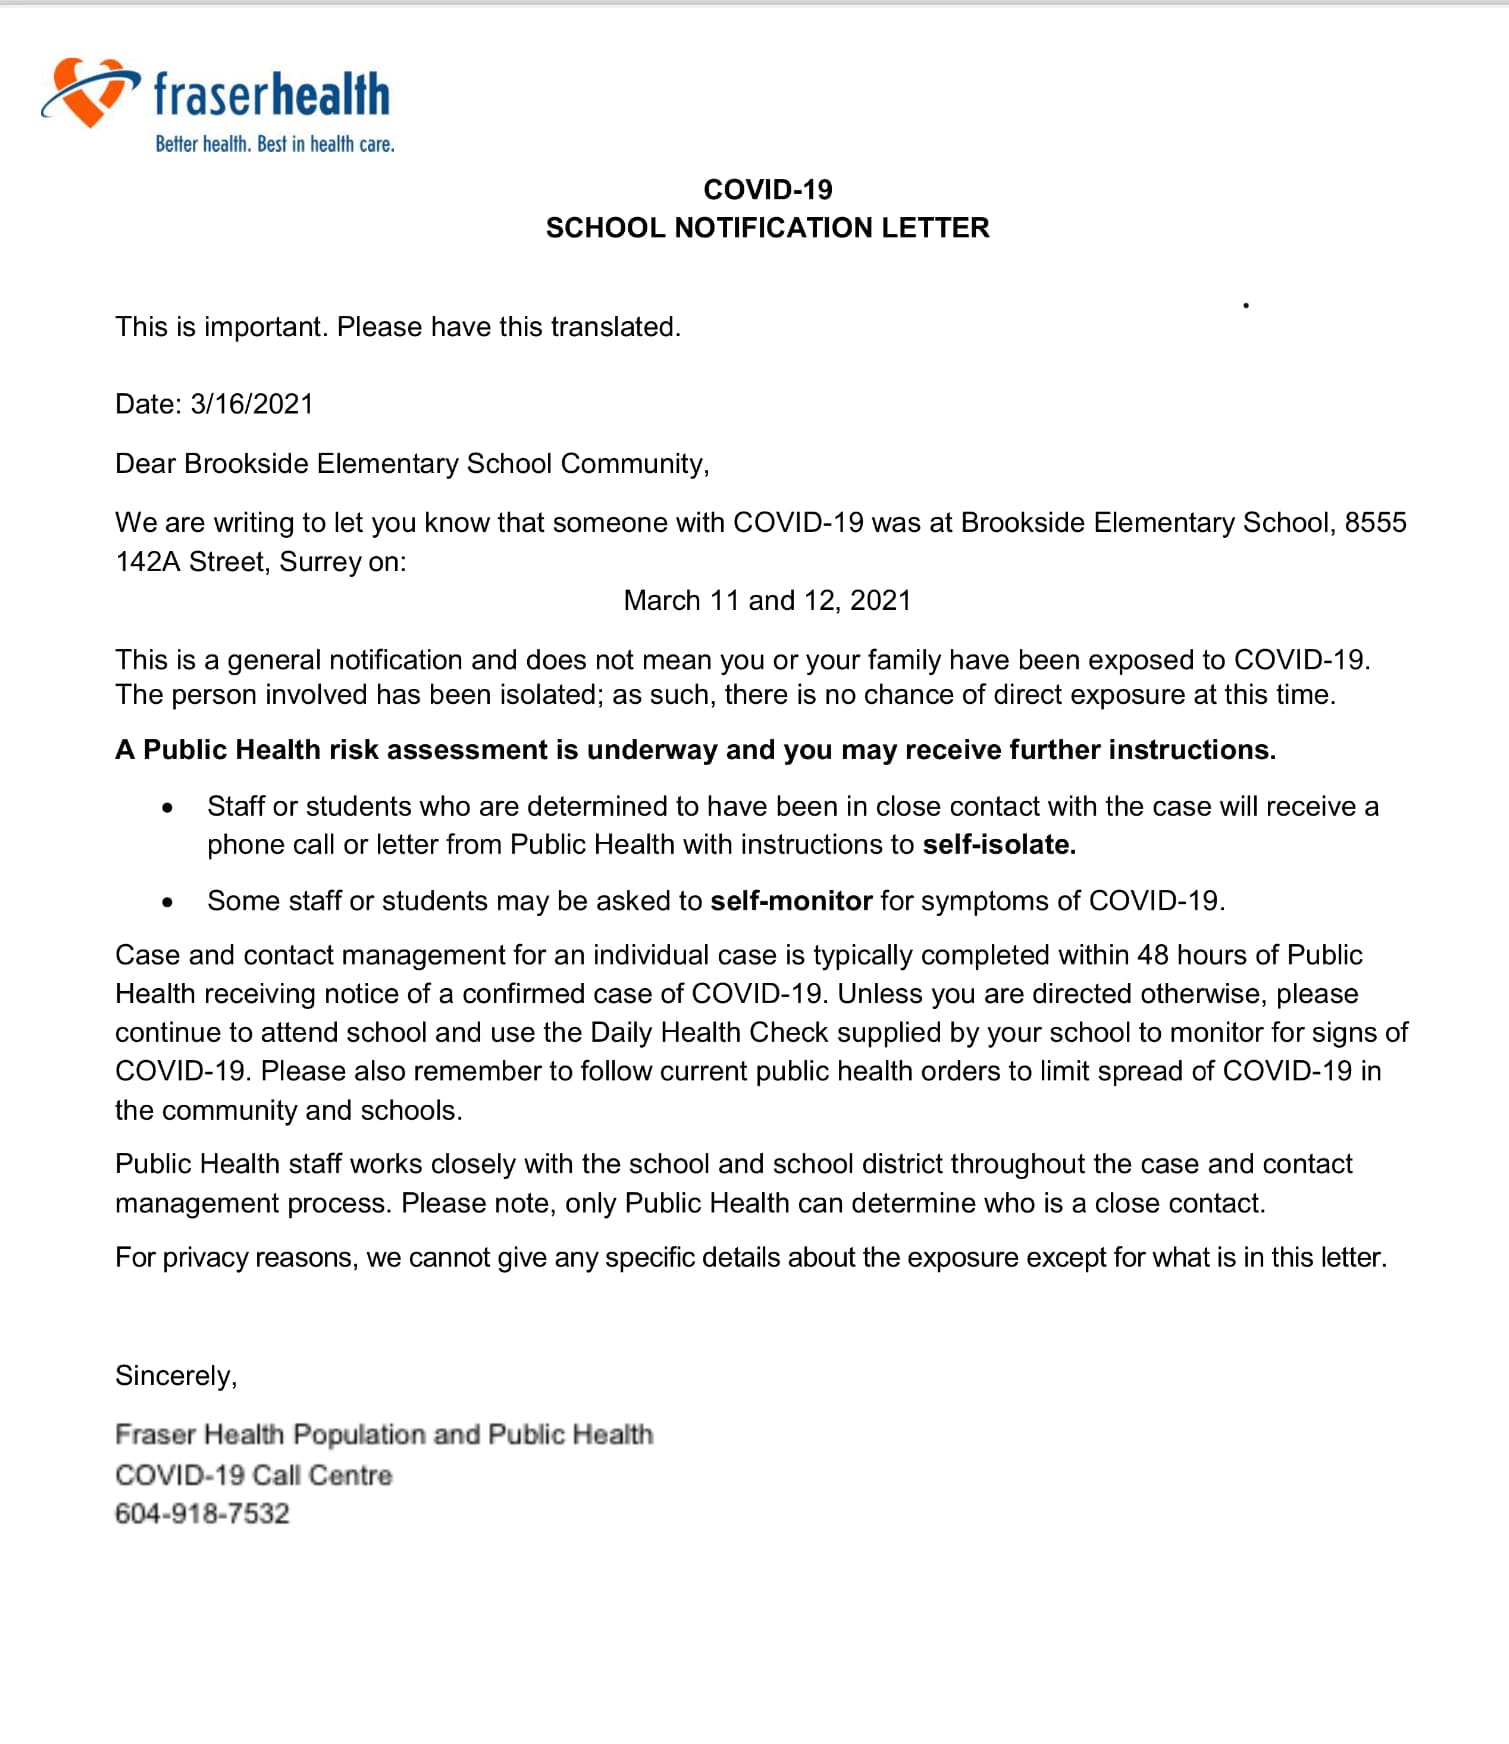 fraserhealth
Better health. Best in health care.
COVID-19
SCHOOL NOTIFICATION LETTER
This is important. Please have this translated.
Date: 3/16/2021
Dear Brookside Elementary School Community,
We are writing to let you know that someone with COVID-19 was at Brookside Elementary School, 8555
142A Street, Surrey on:
March 11 and 12, 2021
This is a general notification and does not mean you or your family have been exposed to COVID-19.
The person involved has been isolated; as such, there is no chance of direct exposure at this time.
A Public Health risk assessment is underway and you may receive further instructions.
• Staff or students who are determined to have been in close contact with the case will receive a
phone call or letter from Public Health with instructions to self-isolate.
• Some staff or students may be asked to self-monitor for symptoms of COVID-19.
Case and contact management for an individual case is typically completed within 48 hours of Public
Health receiving notice of a confirmed case of COVID-19. Unless you are directed otherwise, please
continue to attend school and use the Daily Health Check supplied by your school to monitor for signs of
COVID-19. Please also remember to follow current public health orders to limit spread of COVID-19 in
the community and schools.
Public Health staff works closely with the school and school district throughout the case and contact
management process. Please note, only Public Health can determine who is a close contact.
For privacy reasons, we cannot give any specific details about the exposure except for what is in this letter.
Sincerely,
Fraser Health Population and Public Health
COVID-19 Call Centre
604-918-7532